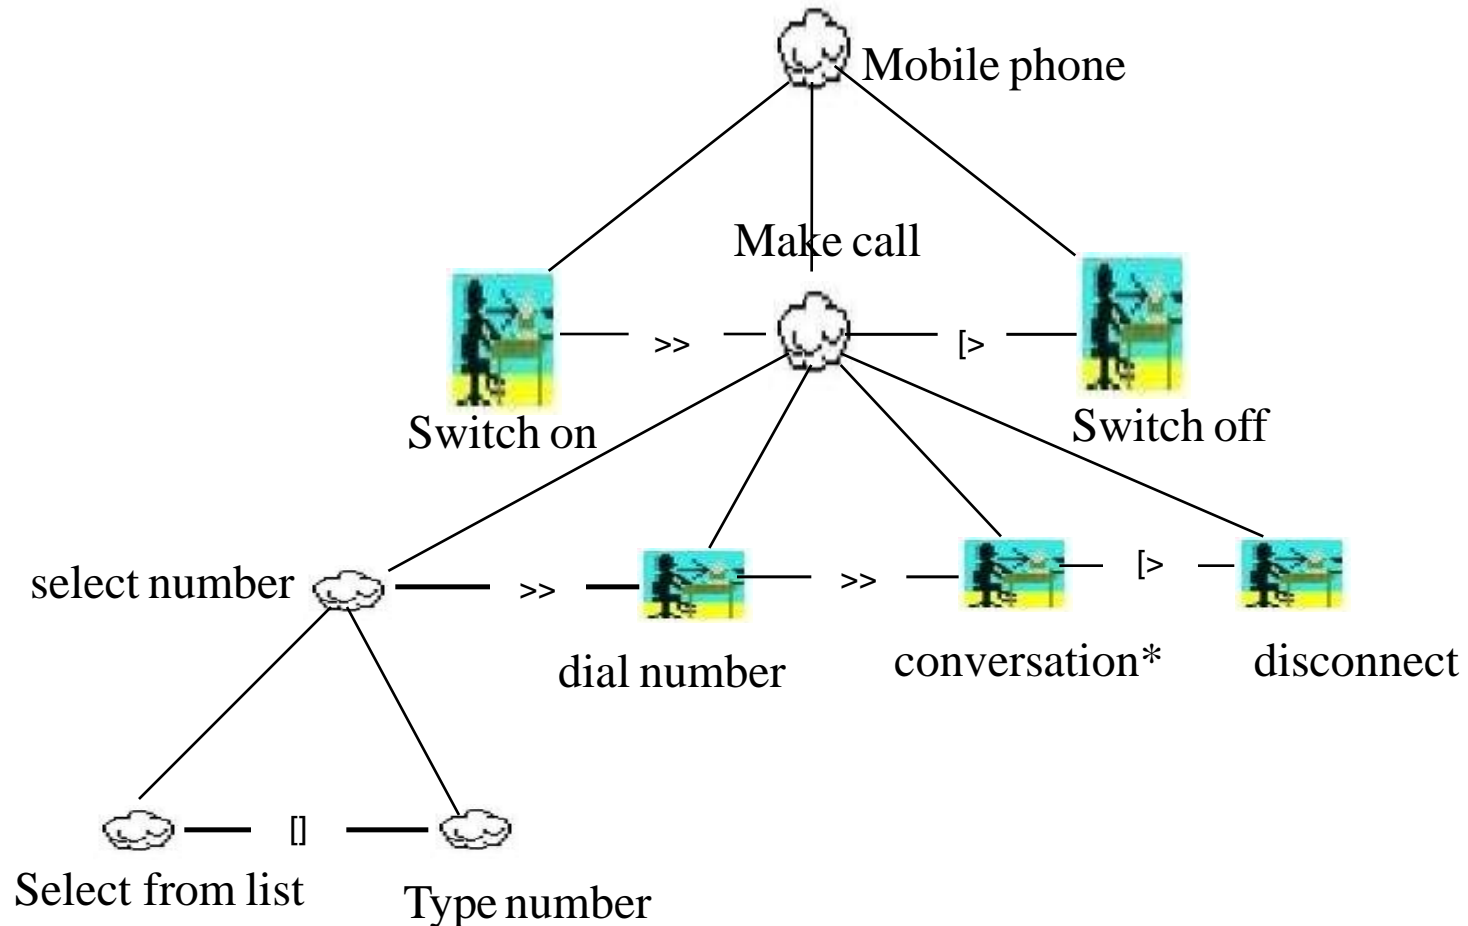 Mobile phone
Make call
>>
[>
Switch on
Switch off
select number
>>
>>
[>
dial number
conversation*
disconnect
[]
Select from list
Type number